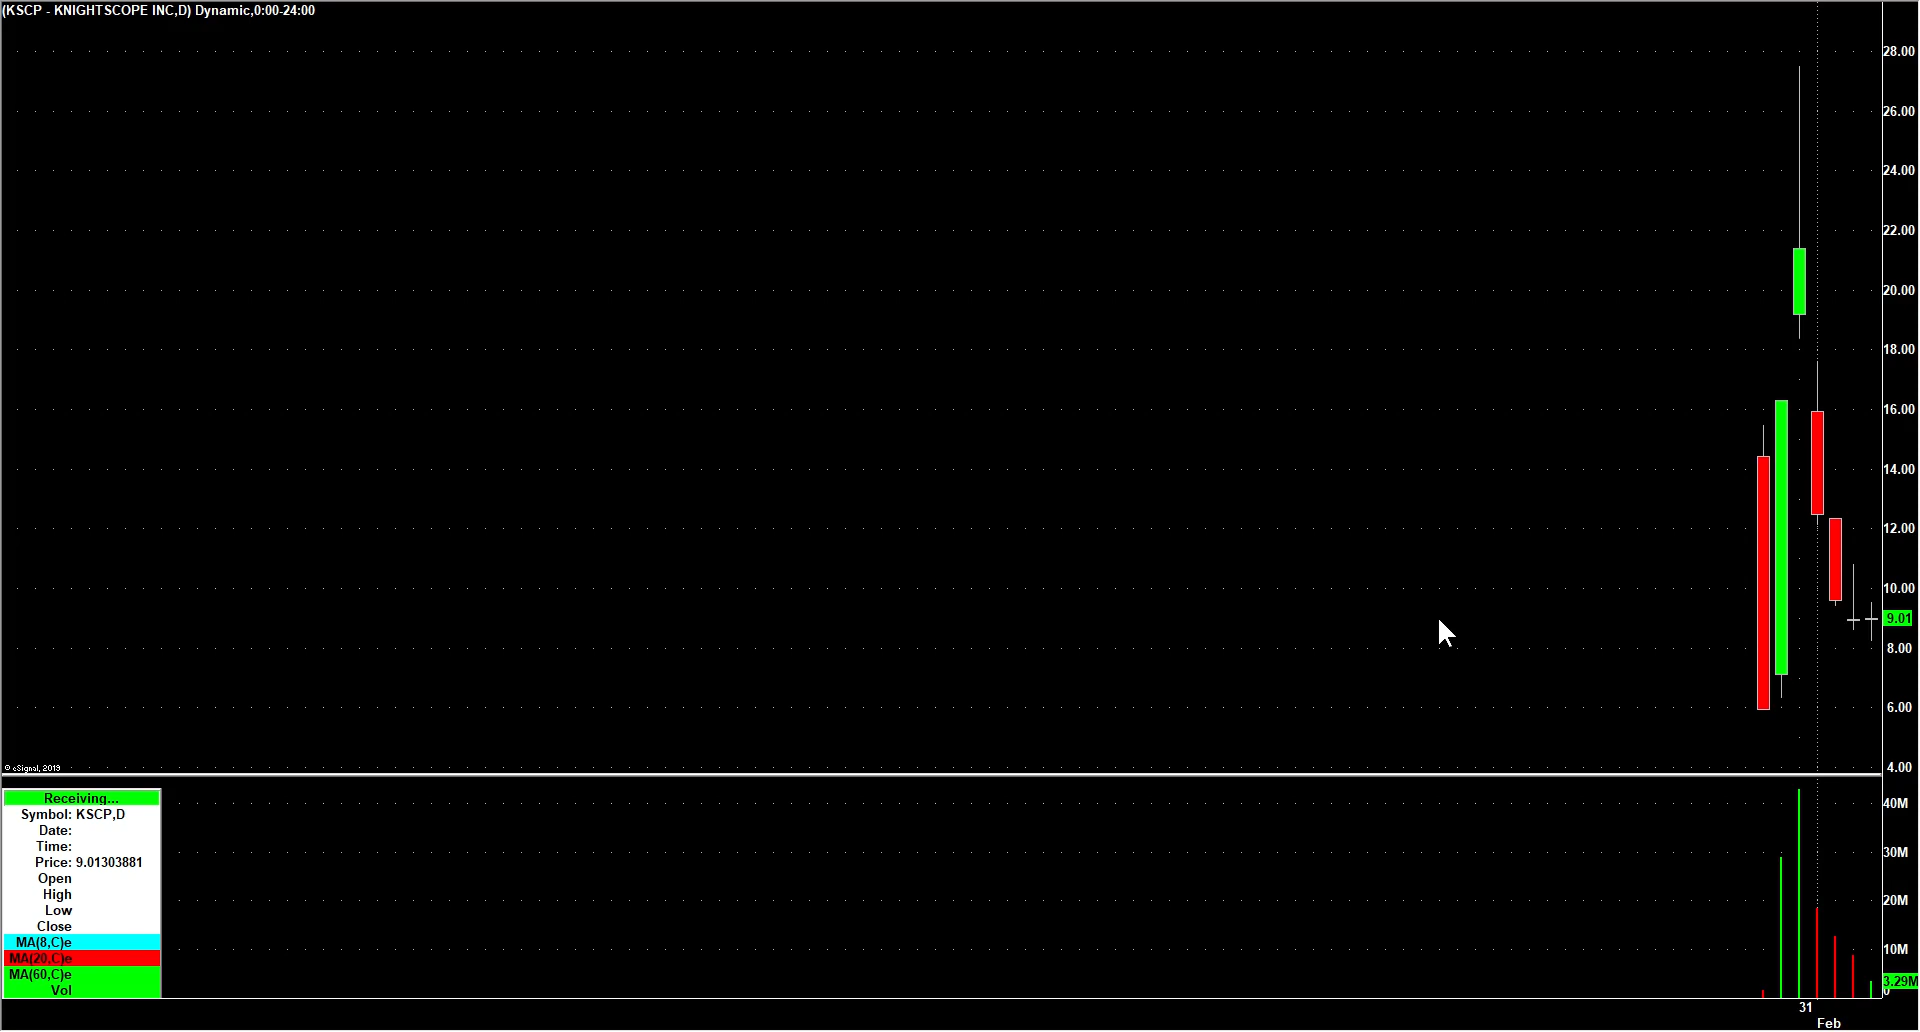 (KSCP - KNIGHTSCOPE INC,D) Dynamic,0:00-24:00
28.00
26.00
24.00
22.00
20.00
18.00
16.00
14.00
12.00
10.00
9.01
8.00
6.00
4.00
© eSignal, 2019
Receiving...
Symbol: KSCP,D
Date:
Time:
Price: 9.01303881
Open
High
Low
Close
MA(8,C)e
MA(20,C)e
MA(60,C)e
Vol
40M
30M
20M
10M
3.29M
0
31
Feb